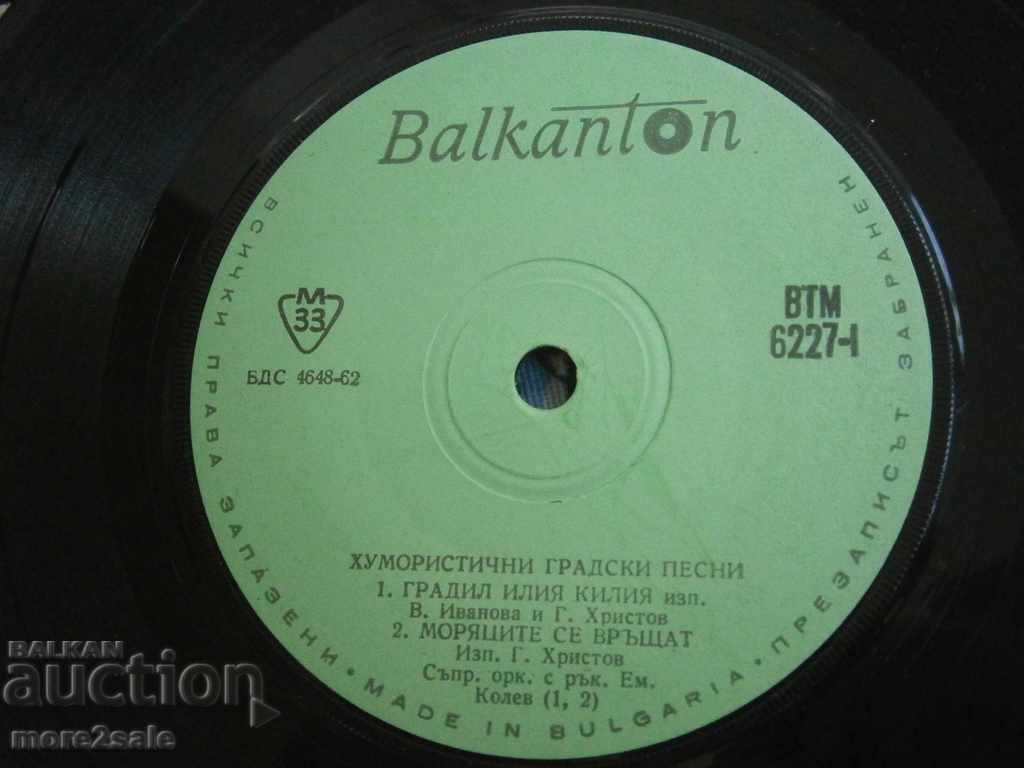 Balkanton
М
33
БДС 4648-62
ВТМ
6227-I
ХУМОРИСТИЧНИ ГРАДСКИ ПЕСНИ
1. ГРАДИЛ ИЛИЯ КИЛИЯ изп.
В. Иванова и Г. Христов
2. МОРЯЦИТЕ СЕ ВРЪЩАТ
Изп. Г. Христов
Съпр. орк. с рък. Ем.
Колев (1, 2)
ВСИЧКИ ПРАВА ЗАПАЗЕНИ • MADE IN BULGARIA • ПРЕЗАПИСЪТ ЗАБРАНЕН
BALKAN
auction
more2sale